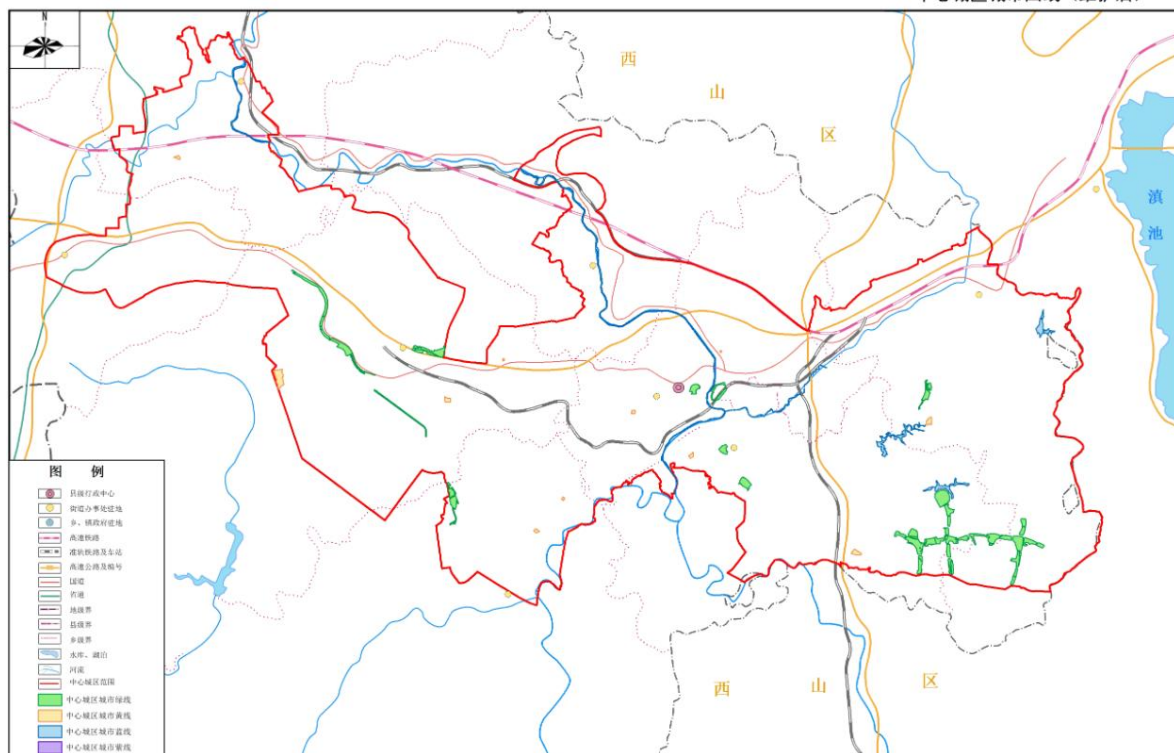 N
西山区
滇池
西山区
图 例
县级行政中心
街道办事处驻地
乡、镇政府驻地
高速铁路
准轨铁路及车站
高速公路及编号
国道
省道
地级界
县级界
乡级界
水库、湖泊
河流
中心城区范围
中心城区城市绿线
中心城区城市黄线
中心城区城市蓝线
中心城区城市紫线